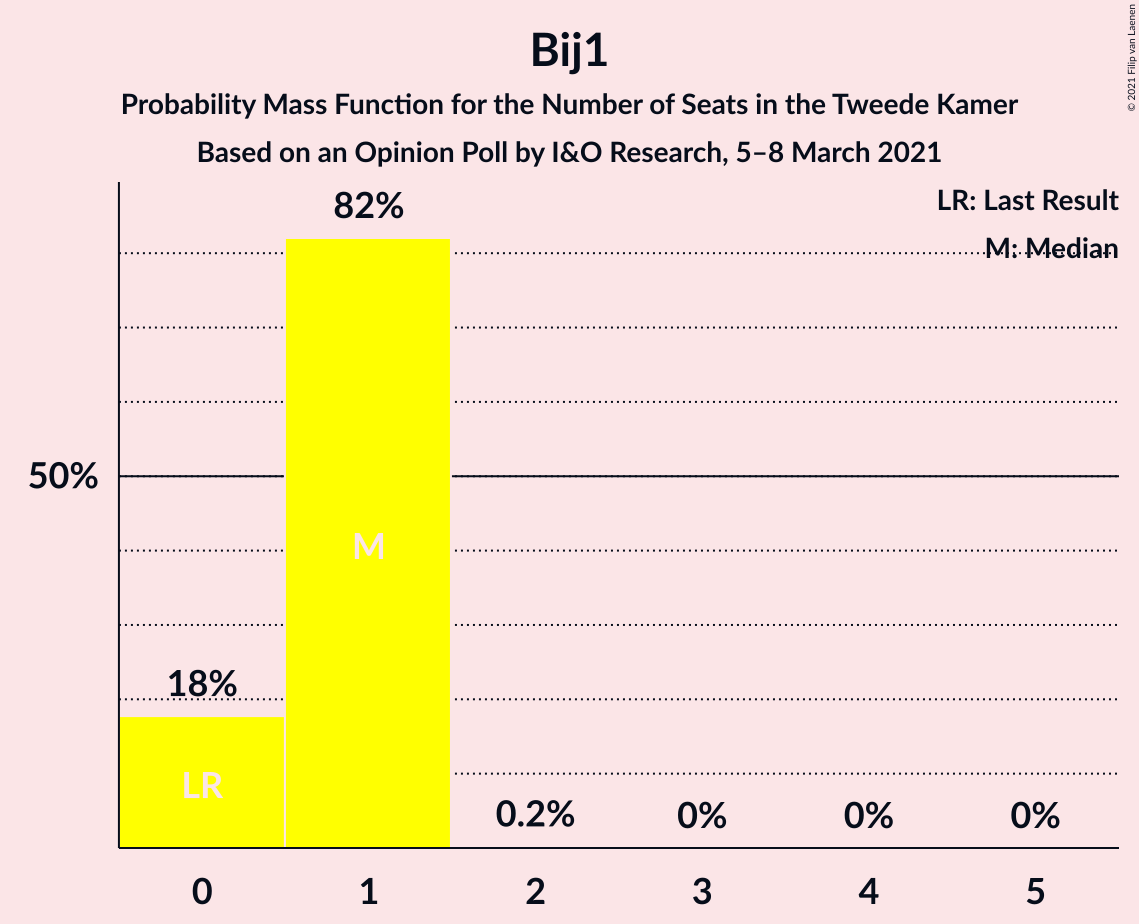 Bij1
Probability Mass Function for the Number of Seats in the Tweede Kamer
Based on an Opinion Poll by I&O Research, 5–8 March 2021
© 2021 Filip van Laenen
LR: Last Result
M: Median
82%
50%
M
18%
LR
0.2%
0%
0%
0%
0
1
2
3
4
5